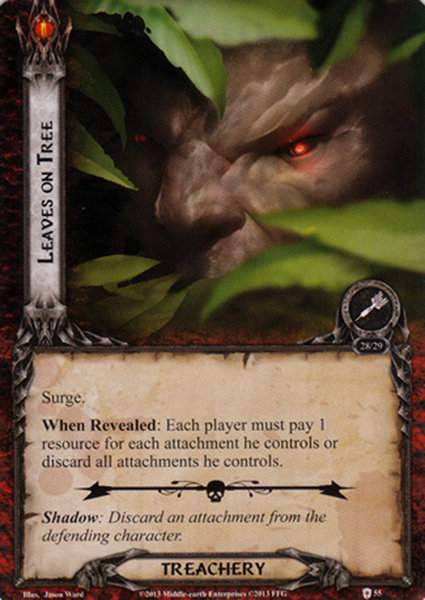 LEAVES ON TREE
28/29
Surge.
When Revealed: Each player must pay 1
resource for each attachment he controls or
discard all attachments he controls.
Shadow: Discard an attachment from the
defending character.
TREACHERY
Illus. Jason Ward ©2013 Middle-earth Enterprises ©2013 FFG 55